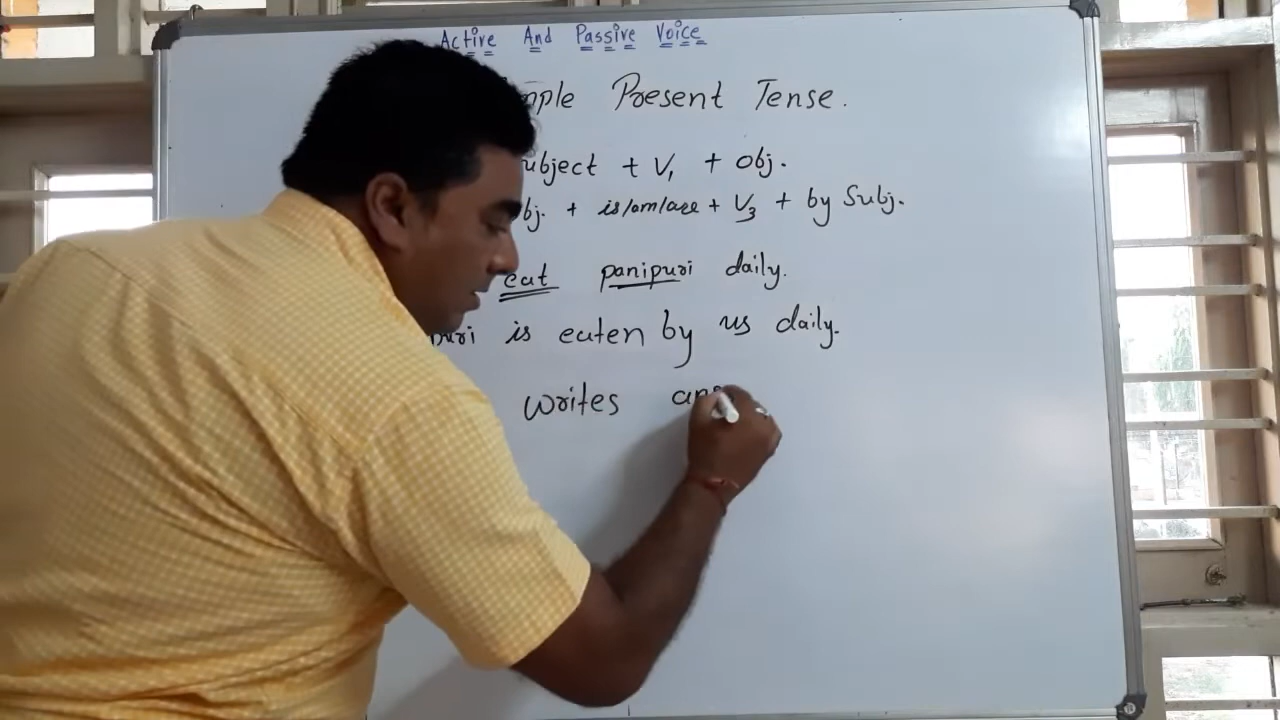 Active And Passive Voice
mple Present Tense.
ubject + V1 + obj.
bj. + is/am/are + V3 + by Subj.
eat panipuri daily.
puri is eaten by us daily.
writes ans